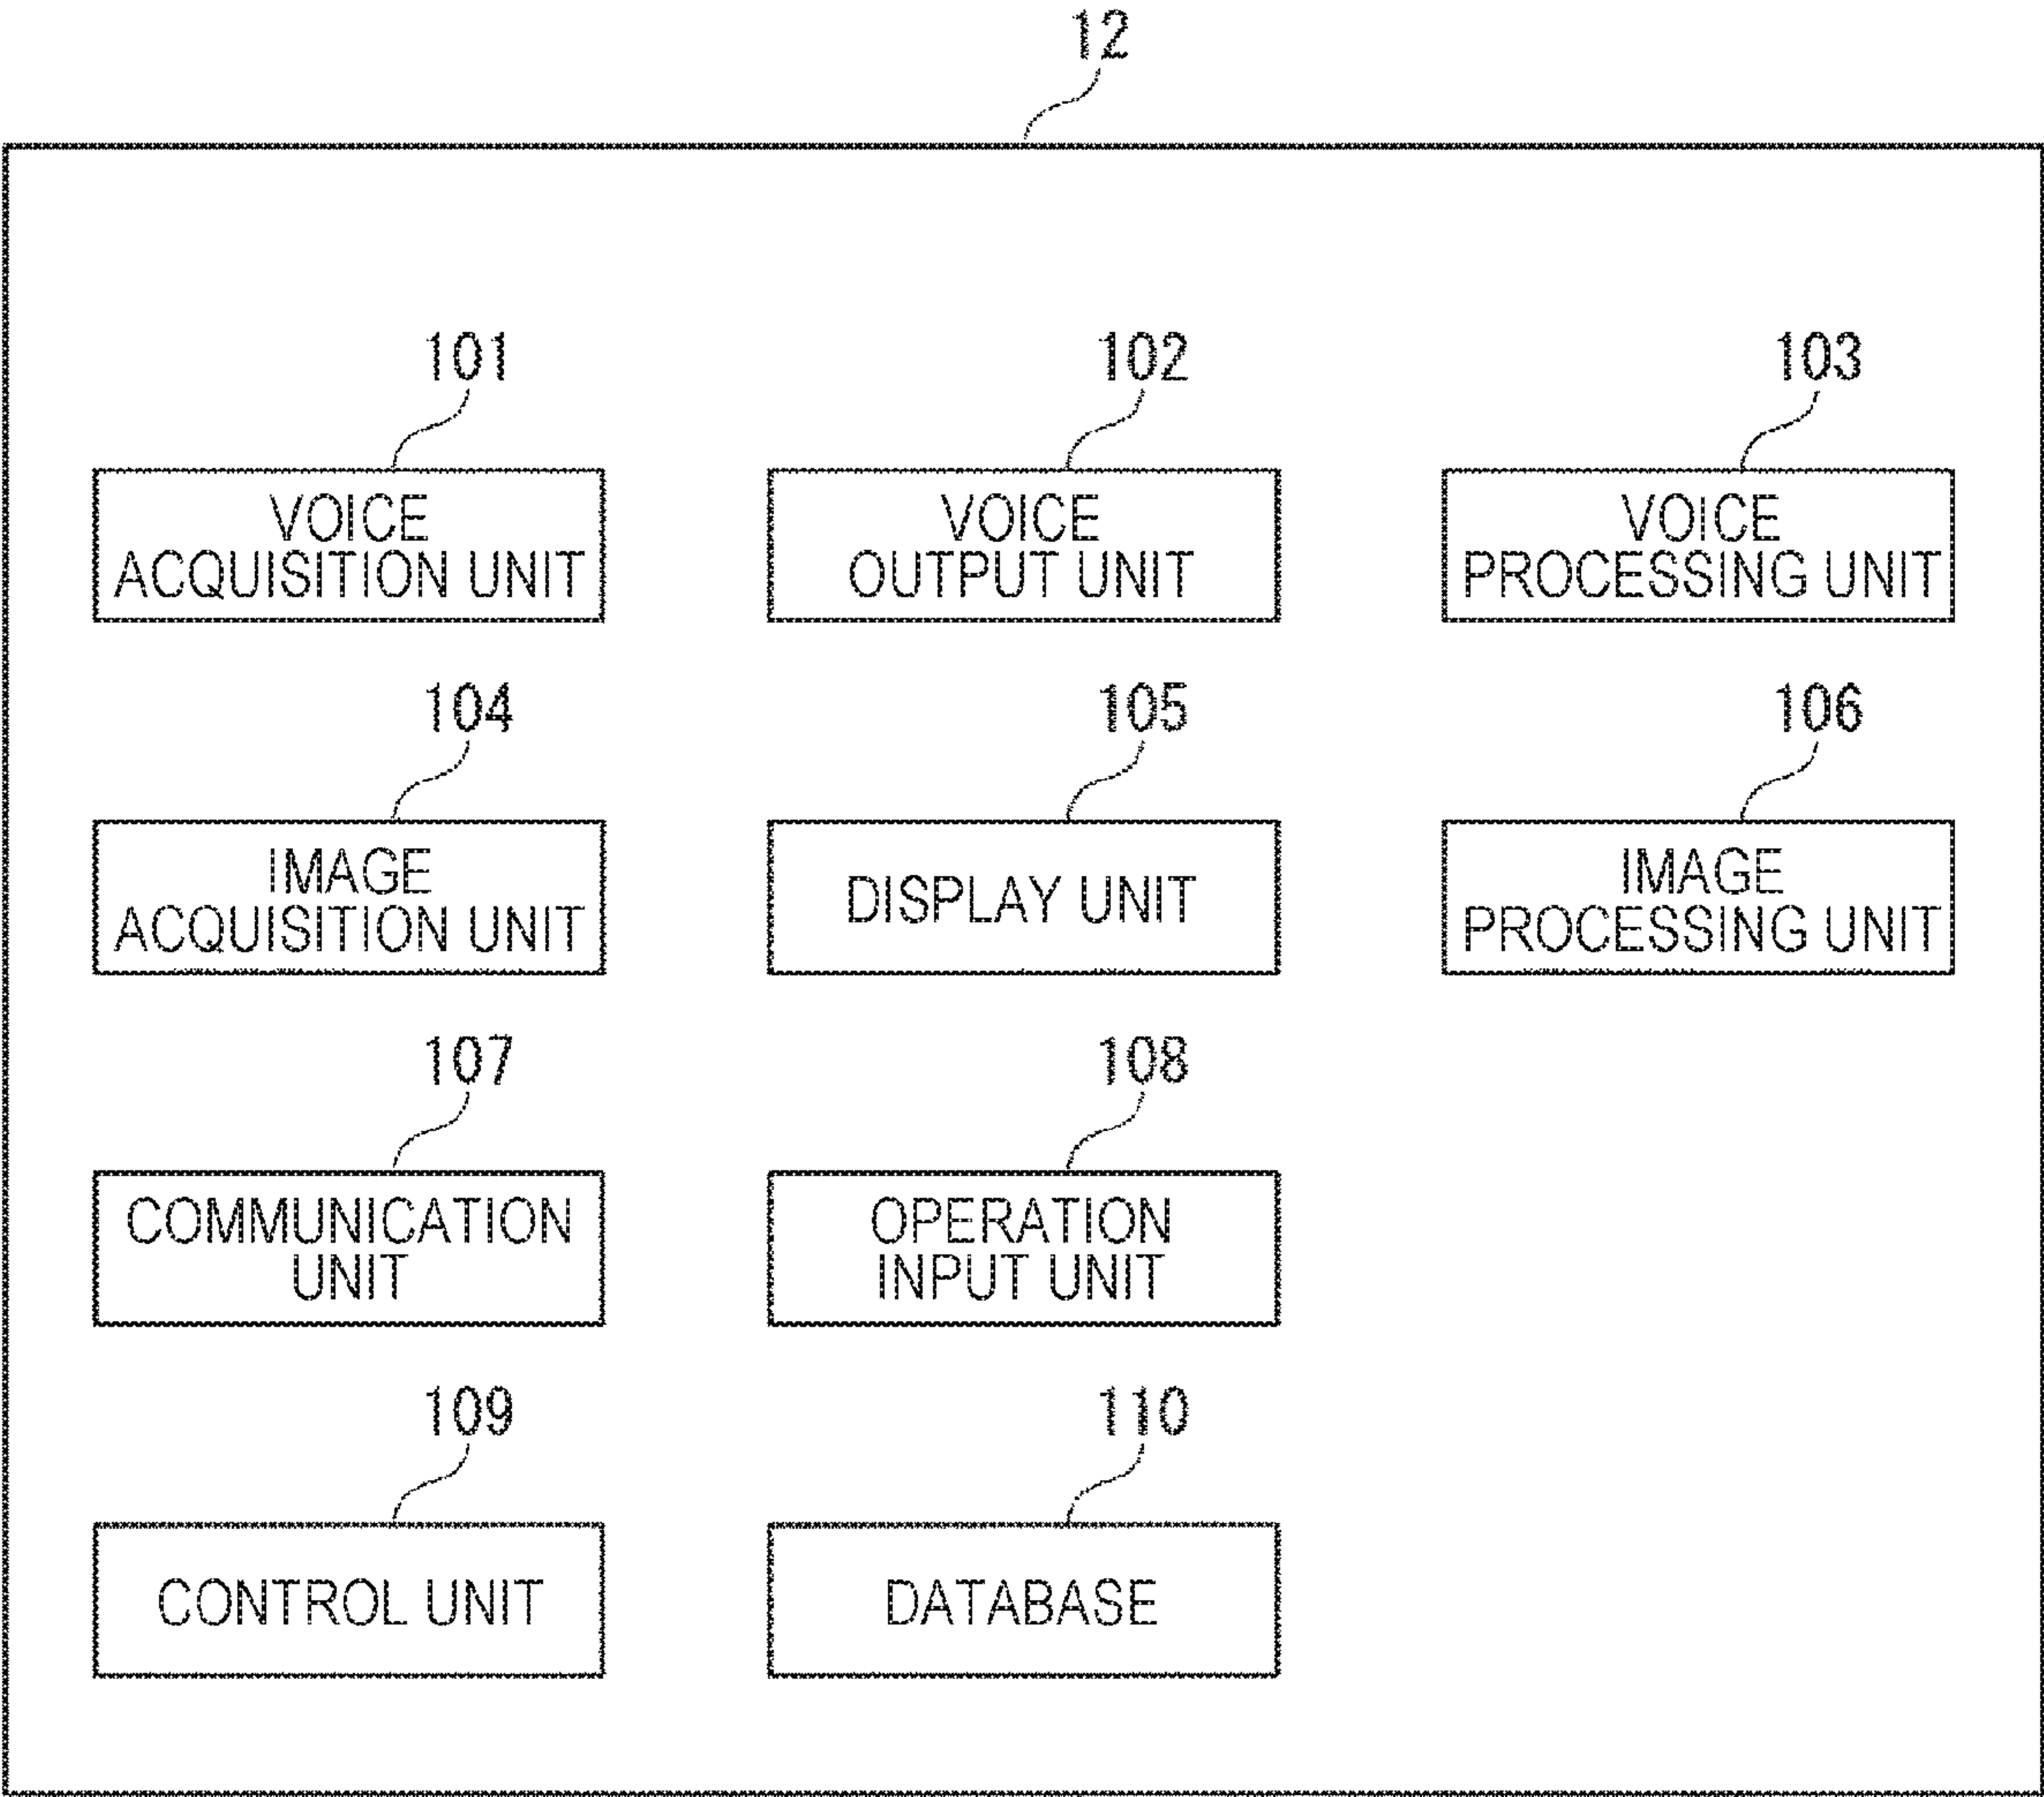 12
101
102
103
VOICE
ACQUISITION UNIT
VOICE
OUTPUT UNIT
VOICE
PROCESSING UNIT
104
105
106
IMAGE
ACQUISITION UNIT
DISPLAY UNIT
IMAGE
PROCESSING UNIT
107
108
COMMUNICATION
UNIT
OPERATION
INPUT UNIT
109
110
CONTROL UNIT
DATABASE